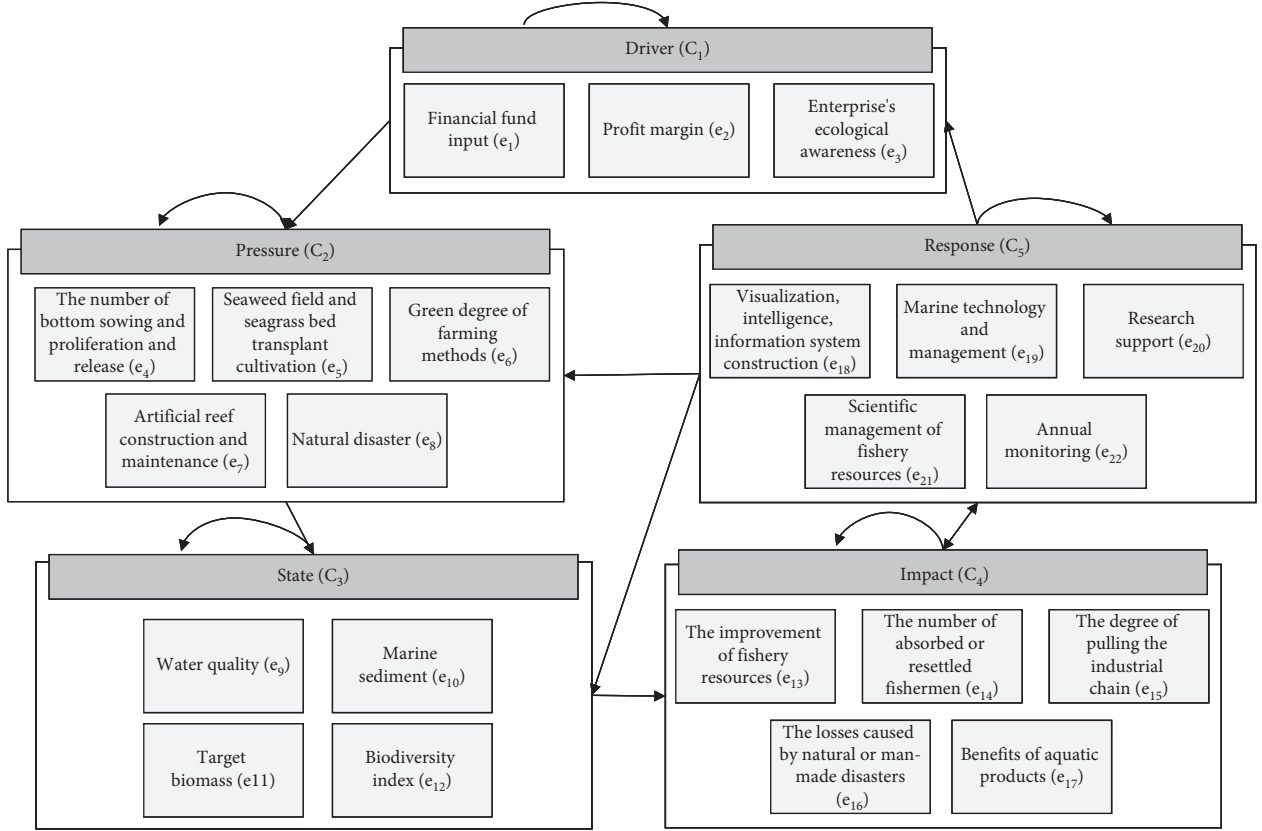 Driver (C₁)
Financial fund
input (e₁)
Profit margin (e₂)
Enterprise's
ecological
awareness (e₃)
Pressure (C₂)
The number of
bottom sowing and
proliferation and
release (e₄)
Seaweed field and
seagrass bed
transplant
cultivation (e₅)
Green degree of
farming
methods (e₆)
Artificial reef
construction and
maintenance (e₇)
Natural disaster (e₈)
Response (C₅)
Visualization,
intelligence,
information system
construction (e₁₈)
Marine technology
and
management (e₁₉)
Research
support (e₂₀)
Scientific
management of
fishery
resources (e₂₁)
Annual
monitoring (e₂₂)
State (C₃)
Water quality (e₉)
Marine
sediment (e₁₀)
Target
biomass (e11)
Biodiversity
index (e₁₂)
Impact (C₄)
The improvement
of fishery
resources (e₁₃)
The number of
absorbed or
resettled
fishermen (e₁₄)
The degree of
pulling the
industrial
chain (e₁₅)
The losses caused
by natural or man-
made disasters
(e₁₆)
Benefits of aquatic
products (e₁₇)